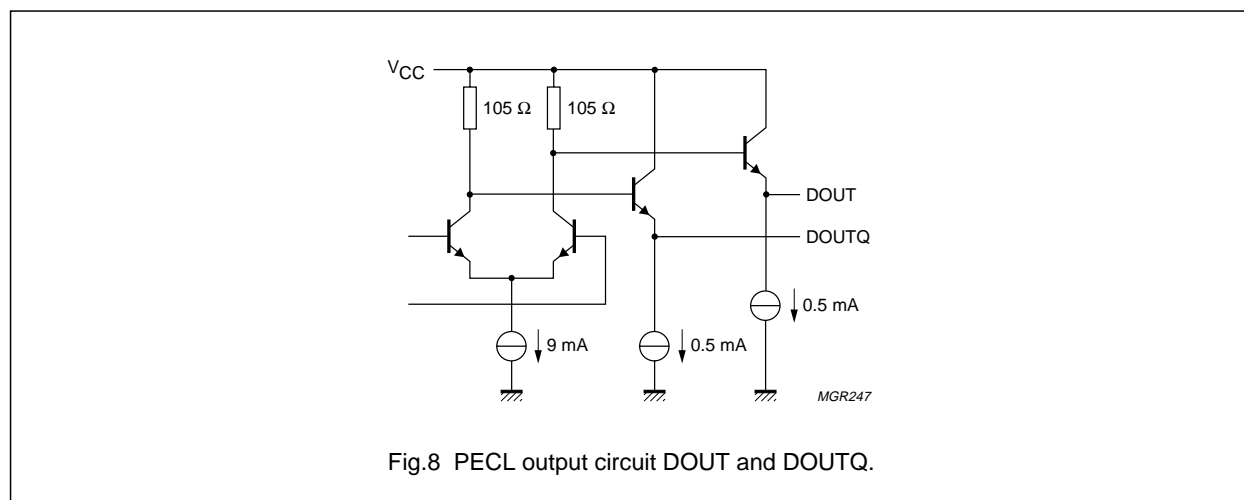 VCC
105 Ω
105 Ω
DOUT
DOUTQ
0.5 mA
9 mA
0.5 mA
MGR247
Fig.8 PECL output circuit DOUT and DOUTQ.